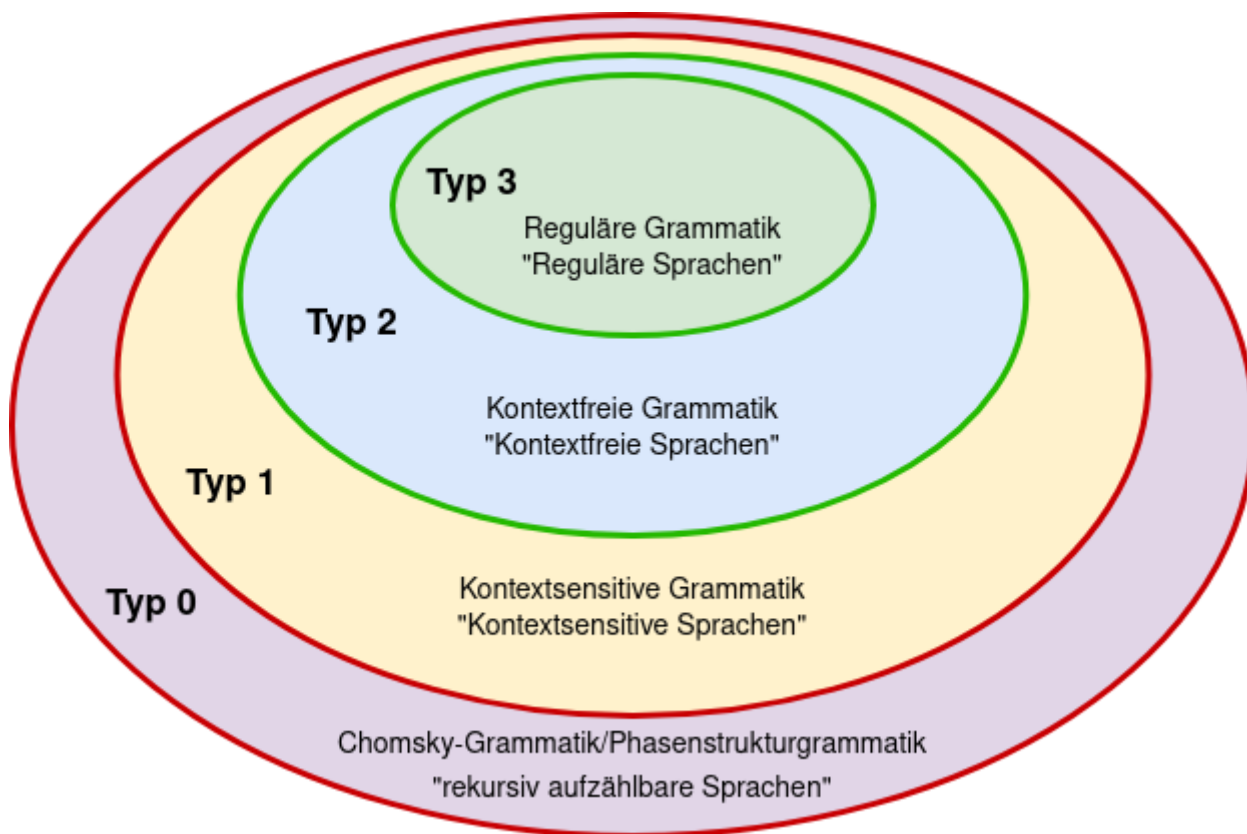 Typ 3
Reguläre Grammatik
"Reguläre Sprachen"
Typ 2
Kontextfreie Grammatik
"Kontextfreie Sprachen"
Typ 1
Kontextsensitive Grammatik
"Kontextsensitive Sprachen"
Typ 0
Chomsky-Grammatik/Phasenstrukturgrammatik
"rekursiv aufzählbare Sprachen"